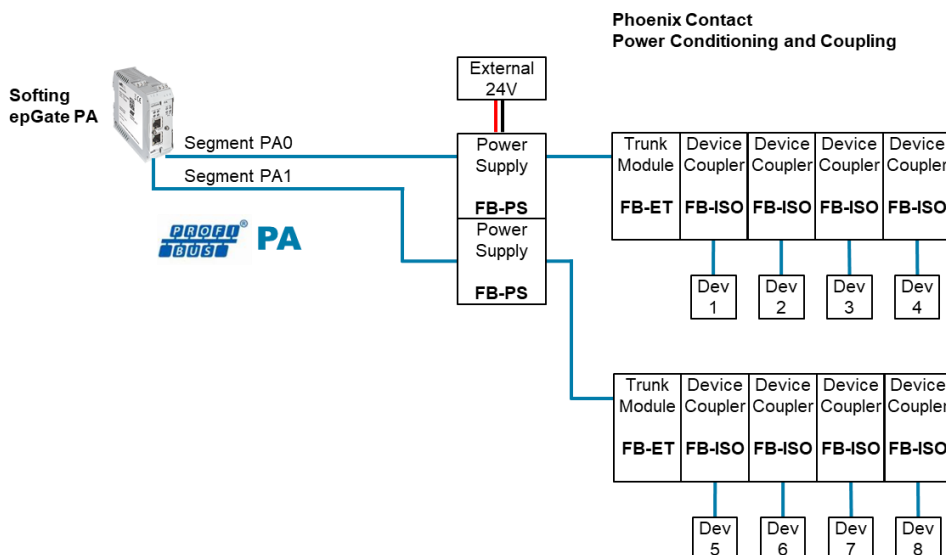 Phoenix Contact
Power Conditioning and Coupling
External
24V
Softing
epGate PA
Segment PA0
Segment PA1
PROFI
BUS
® PA
Power
Supply
FB-PS
Power
Supply
FB-PS
Trunk
Module
FB-ET
Device
Coupler
FB-ISO
Device
Coupler
FB-ISO
Device
Coupler
FB-ISO
Device
Coupler
FB-ISO
Dev
1
Dev
2
Dev
3
Dev
4
Trunk
Module
FB-ET
Device
Coupler
FB-ISO
Device
Coupler
FB-ISO
Device
Coupler
FB-ISO
Device
Coupler
FB-ISO
Dev
5
Dev
6
Dev
7
Dev
8